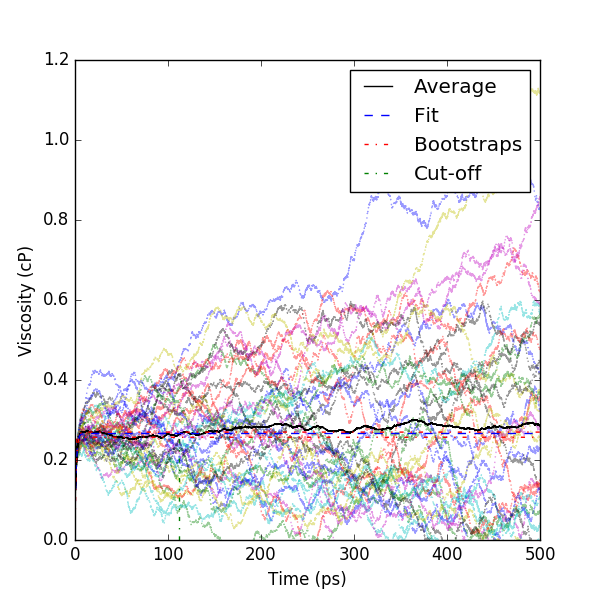 1.2
1.0
0.8
0.6
0.4
0.2
0.0
Viscosity (cP)
Average
Fit
Bootstraps
Cut-off
0 100 200 300 400 500
Time (ps)